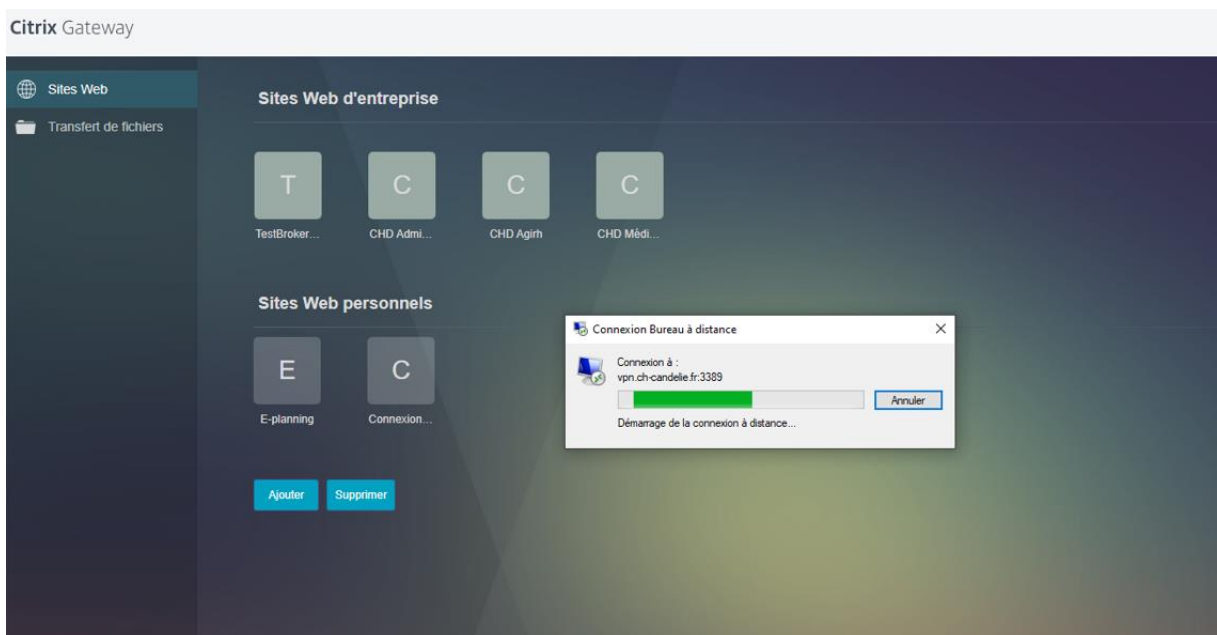 Citrix Gateway
Sites Web
Transfert de fichiers
Sites Web d'entreprise
T
C
C
C
TestBroker...
CHD Admi...
CHD Agirh
CHD Médi...
Sites Web personnels
E
C
E-planning
Connexion...
Ajouter
Supprimer
Connexion Bureau à distance
Connexion à :
vpn.ch-candelie.fr:3389
Annuler
Démarrage de la connexion à distance...